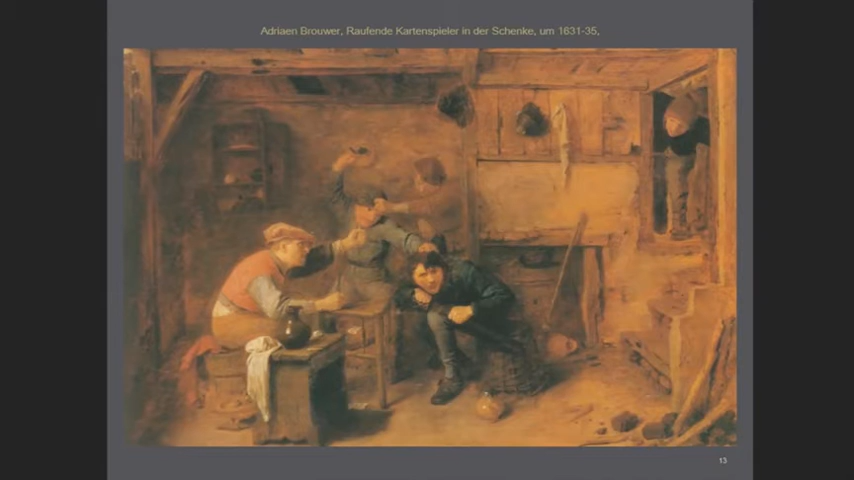 Adriaen Brouwer, Raufende Kartenspieler in der Schenke, um 1631-35,
13